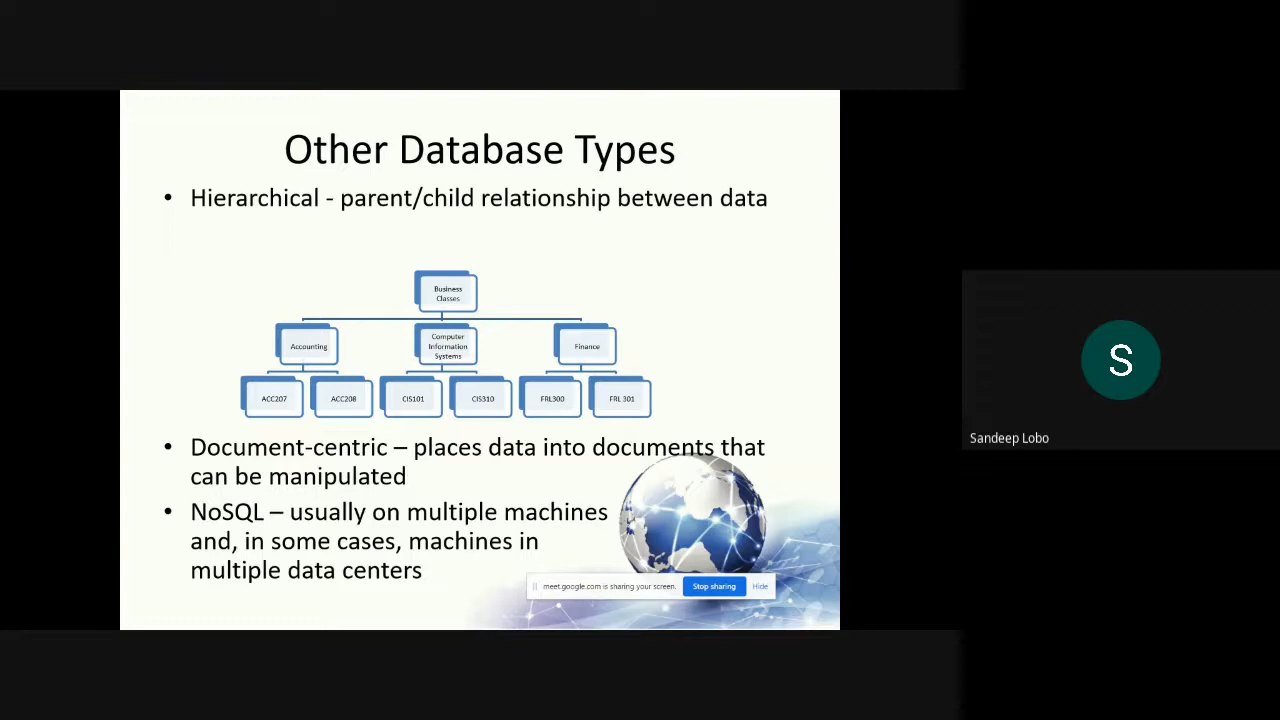 Other Database Types
• Hierarchical - parent/child relationship between data
Business
Classes
Accounting
Computer
Information
Systems
Finance
ACC207
ACC208
CIS101
CIS310
FRL300
FRL 301
• Document-centric – places data into documents that
can be manipulated
• NoSQL – usually on multiple machines
and, in some cases, machines in
multiple data centers
meet.google.com is sharing your screen.
Stop sharing
Hide
S
Sandeep Lobo